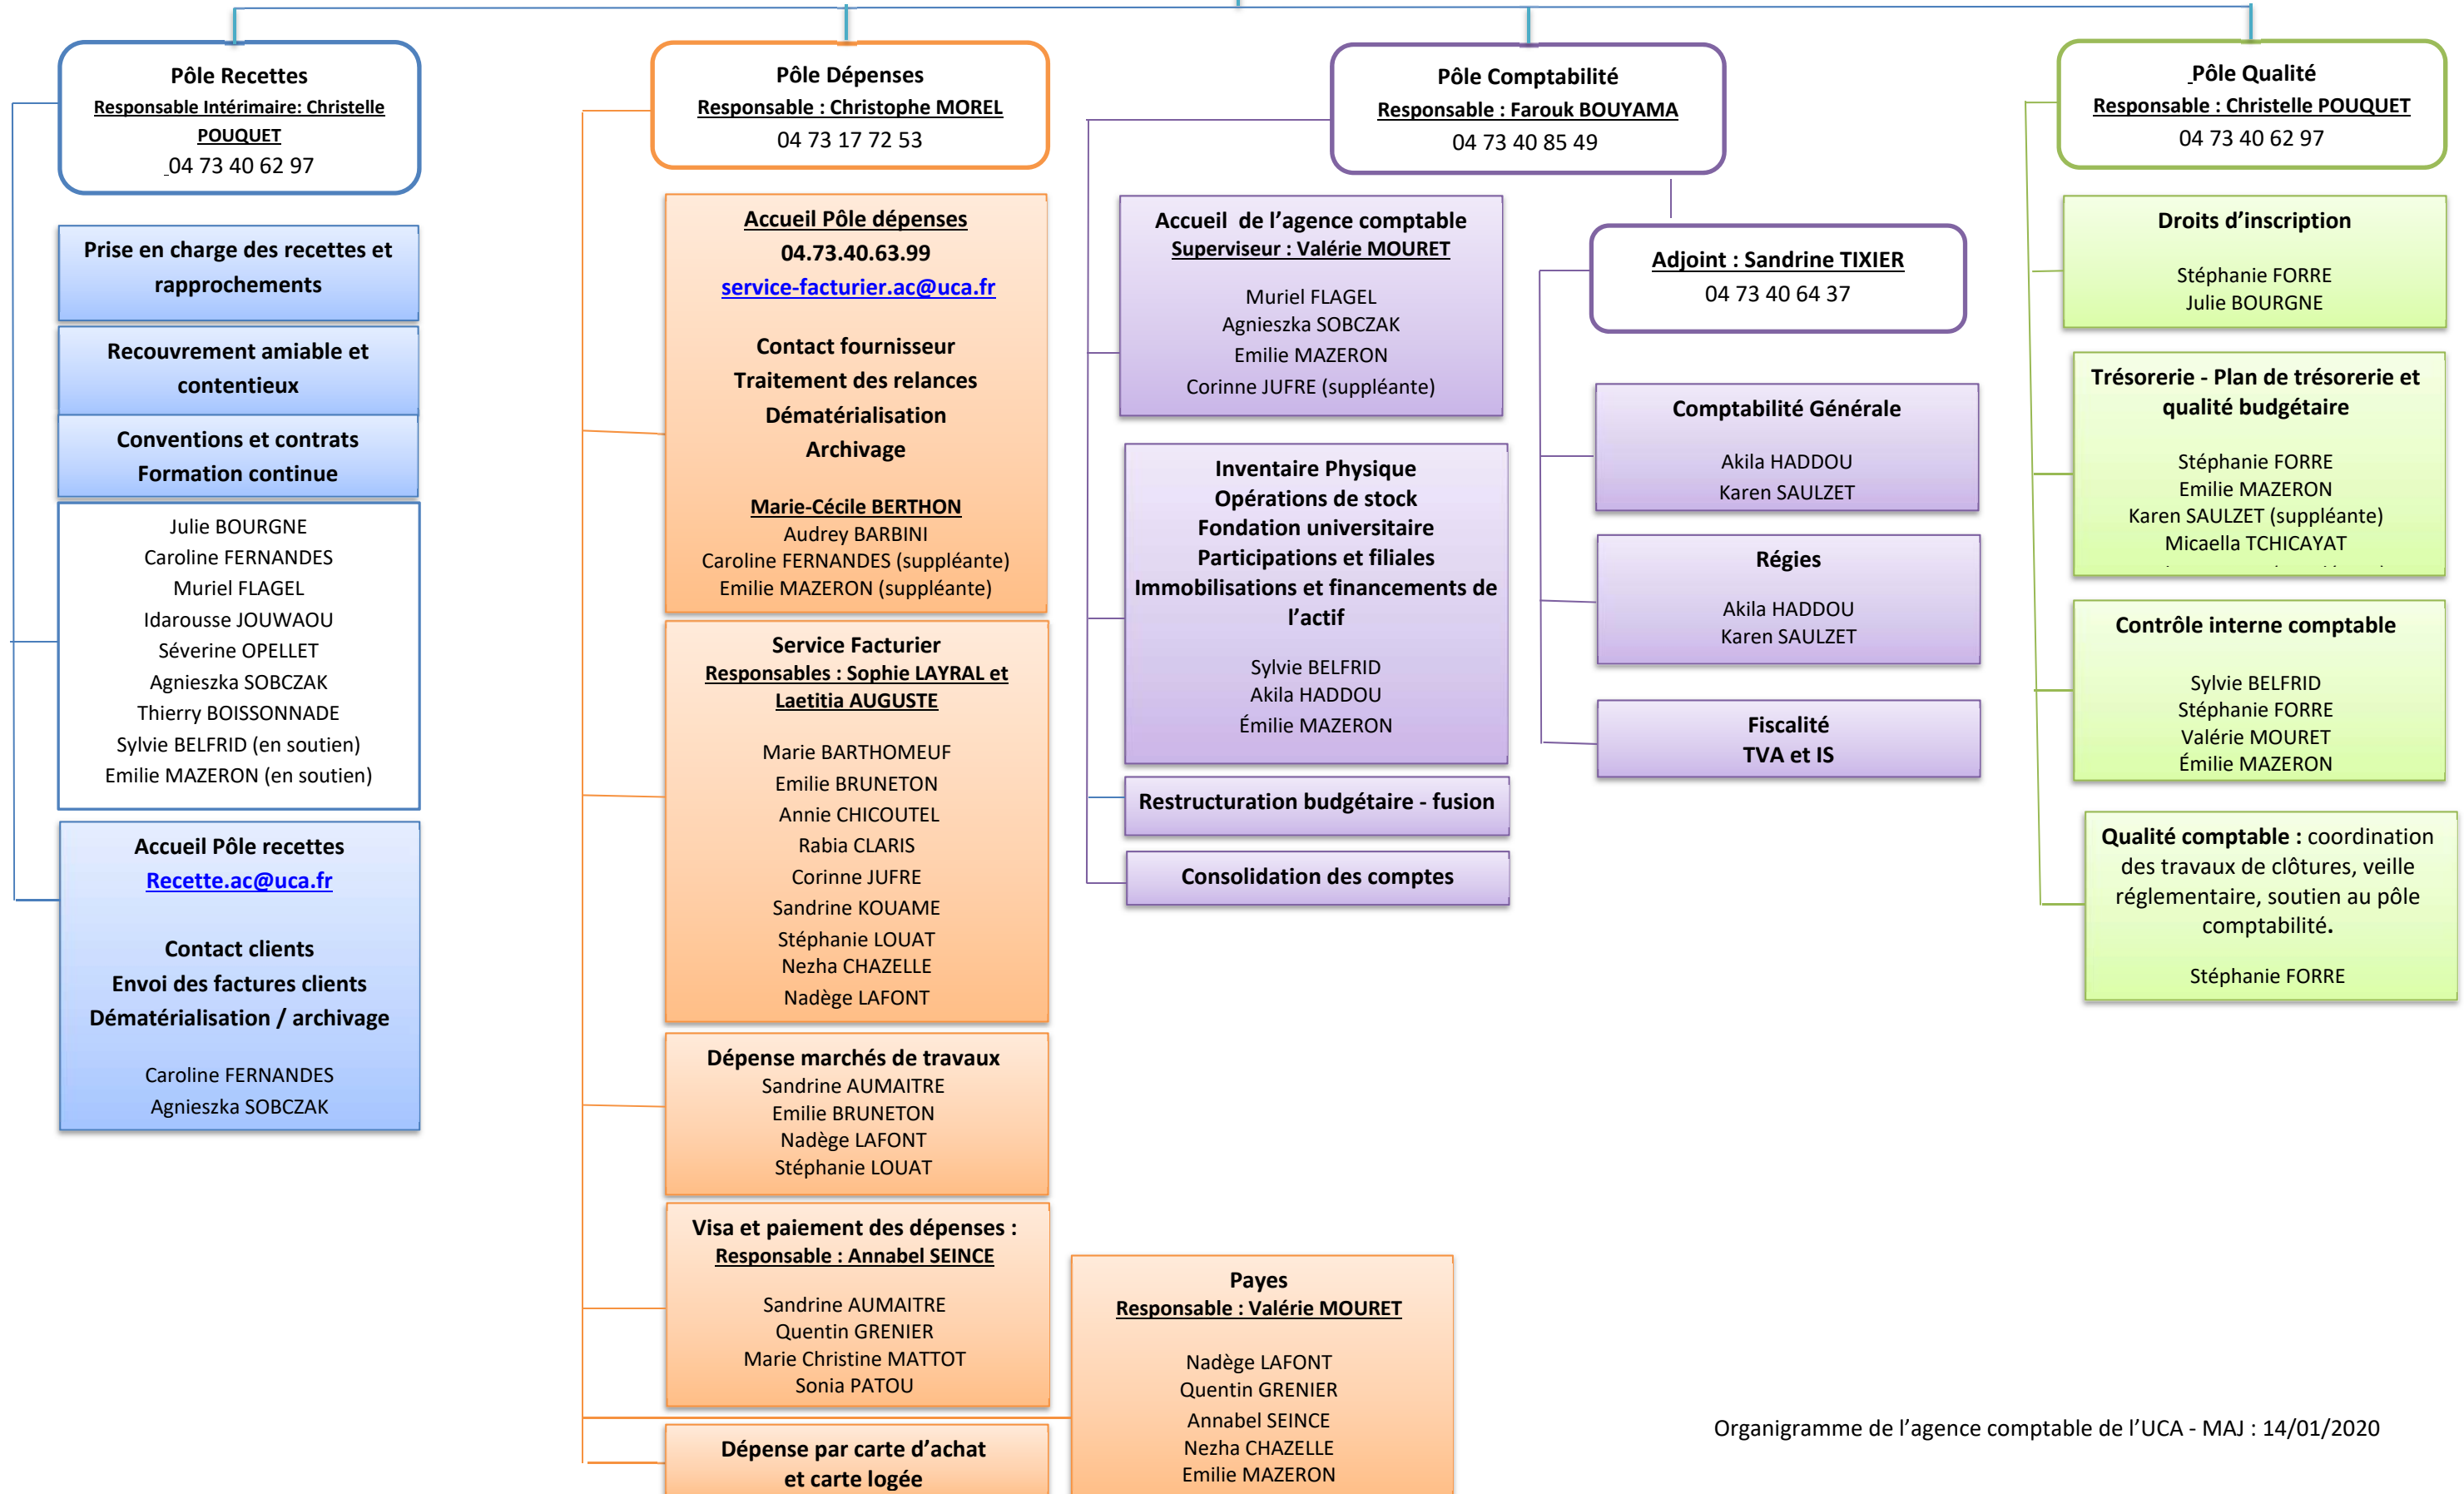 Pôle Recettes
Responsable Intérimaire: Christelle
POUQUET
04 73 40 62 97
Prise en charge des recettes et
rapprochements
Recouvrement amiable et
contentieux
Conventions et contrats
Formation continue
Julie BOURGNE
Caroline FERNANDES
Muriel FLAGEL
Idarousse JOUWAOU
Séverine OPELLET
Agnieszka SOBCZAK
Thierry BOISSONNADE
Sylvie BELFRID (en soutien)
Emilie MAZERON (en soutien)
Accueil Pôle recettes
Recette.ac@uca.fr
Contact clients
Envoi des factures clients
Dématérialisation / archivage
Caroline FERNANDES
Agnieszka SOBCZAK
Pôle Dépenses
Responsable : Christophe MOREL
04 73 17 72 53
Accueil Pôle dépenses
04.73.40.63.99
service-facturier.ac@uca.fr
Contact fournisseur
Traitement des relances
Dématérialisation
Archivage
Marie-Cécile BERTHON
Audrey BARBINI
Caroline FERNANDES (suppléante)
Emilie MAZERON (suppléante)
Service Facturier
Responsables : Sophie LAYRAL et
Laetitia AUGUSTE
Marie BARTHOMEUF
Emilie BRUNETON
Annie CHICOUTEL
Rabia CLARIS
Corinne JUFRE
Sandrine KOUAME
Stéphanie LOUAT
Nezha CHAZELLE
Nadège LAFONT
Dépense marchés de travaux
Sandrine AUMAITRE
Emilie BRUNETON
Nadège LAFONT
Stéphanie LOUAT
Visa et paiement des dépenses :
Responsable : Annabel SEINCE
Sandrine AUMAITRE
Quentin GRENIER
Marie Christine MATTOT
Sonia PATOU
Dépense par carte d'achat
et carte logée
Payes
Responsable : Valérie MOURET
Nadège LAFONT
Quentin GRENIER
Annabel SEINCE
Nezha CHAZELLE
Emilie MAZERON
Pôle Comptabilité
Responsable : Farouk BOUYAMA
04 73 40 85 49
Accueil de l'agence comptable
Superviseur : Valérie MOURET
Muriel FLAGEL
Agnieszka SOBCZAK
Emilie MAZERON
Corinne JUFRE (suppléante)
Inventaire Physique
Opérations de stock
Fondation universitaire
Participations et filiales
Immobilisations et financements de
l'actif
Sylvie BELFRID
Akila HADDOU
Émilie MAZERON
Restructuration budgétaire - fusion
Consolidation des comptes
Adjoint : Sandrine TIXIER
04 73 40 64 37
Comptabilité Générale
Akila HADDOU
Karen SAULZET
Régies
Akila HADDOU
Karen SAULZET
Fiscalité
TVA et IS
Pôle Qualité
Responsable : Christelle POUQUET
04 73 40 62 97
Droits d'inscription
Stéphanie FORRE
Julie BOURGNE
Trésorerie - Plan de trésorerie et
qualité budgétaire
Stéphanie FORRE
Emilie MAZERON
Karen SAULZET (suppléante)
Micaella TCHICAYAT
Contrôle interne comptable
Sylvie BELFRID
Stéphanie FORRE
Valérie MOURET
Émilie MAZERON
Qualité comptable : coordination
des travaux de clôtures, veille
réglementaire, soutien au pôle
comptabilité.
Stéphanie FORRE
Organigramme de l'agence comptable de l'UCA - MAJ : 14/01/2020